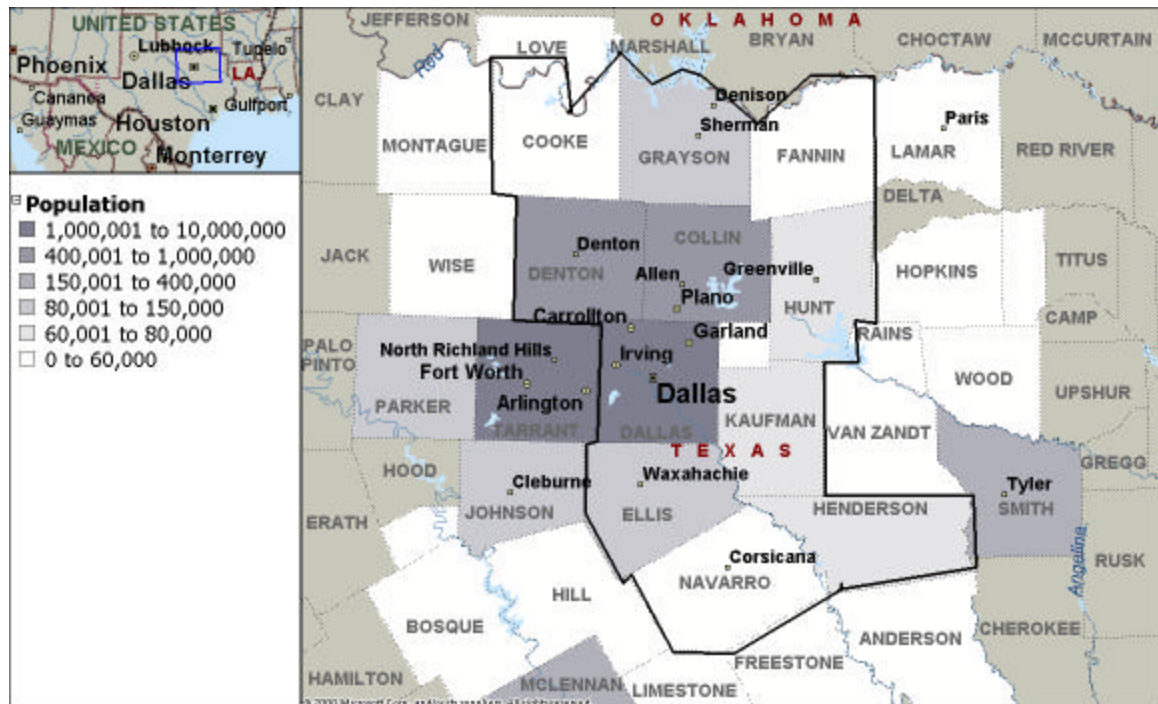 UNITED STATES
Lubbock
Tupelo
Phoenix
Dallas
LA.
Cananea
Gulfport
Guaymas
Houston
MEXICO
Monterrey
Population
1,000,001 to 10,000,000
400,001 to 1,000,000
150,001 to 400,000
80,001 to 150,000
60,001 to 80,000
0 to 60,000
OKLAHOMA
JEFFERSON
LOVE
MARSHALL
BRYAN
CHOCTAW
MCCURTAIN
Red
CLAY
Denison
Sherman
Paris
MONTAGUE
COOKE
GRAYSON
FANNIN
LAMAR
RED RIVER
DELTA
JACK
WISE
Denton
DENTON
COLLIN
Allen
Greenville
Plano
HUNT
HOPKINS
TITUS
CAMP
Carrollton
Garland
RAINS
PALO
PINTO
North Richland Hills
Irving
Fort Worth
Dallas
WOOD
UPSHUR
PARKER
Arlington
TARRANT
DALLAS
KAUFMAN
VAN ZANDT
TEXAS
HOOD
Cleburne
Waxahachie
GREGG
Tyler
SMITH
JOHNSON
ELLIS
HENDERSON
ERATH
Corsicana
NAVARRO
RUSK
Angelina
HILL
BOSQUE
ANDERSON
CHEROKEE
FREESTONE
HAMILTON
MCLENNAN
LIMESTONE